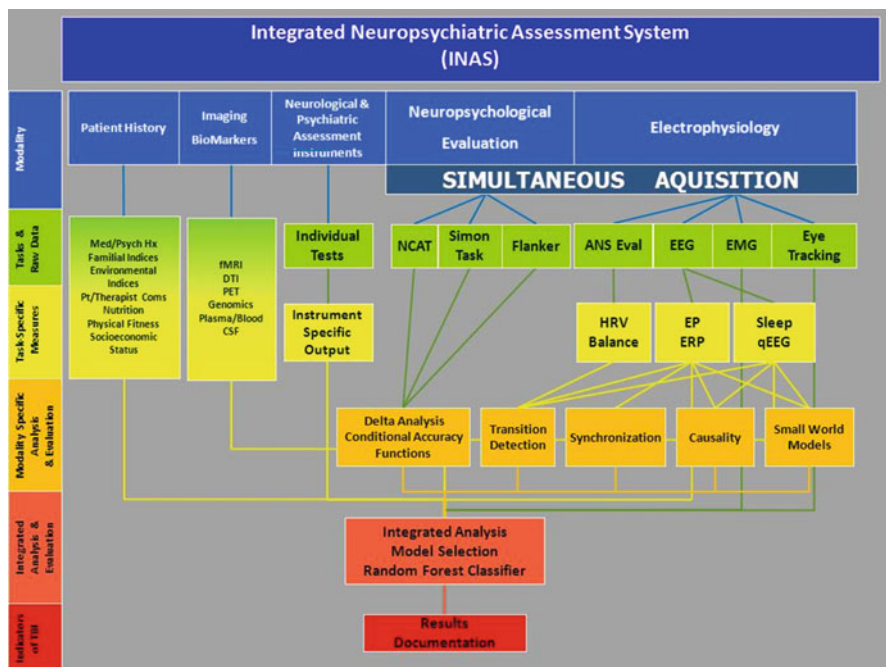 Integrated Neuropsychiatric Assessment System
(INAS)
Modality
Patient History
Imaging
BioMarkers
Neurological &
Psychiatric
Assessment
instruments
Neuropsychological
Evaluation
Electrophysiology
SIMULTANEOUS AQUISITION
Tasks &
Raw Data
Med/Psych Hx
Familial Indices
Environmental
Indices
Pt/Therapist Coms
Nutrition
Physical Fitness
Socioeconomic
Status
fMRI
DTI
PET
Genomics
Plasma/Blood
CSF
Individual
Tests
NCAT
Simon
Task
Flanker
ANS Eval
EEG
EMG
Eye
Tracking
Task-Specific
Measures
Instrument
Specific
Output
HRV
Balance
EP
ERP
Sleep
qEEG
Modality Specific
Analysis
& Evaluation
Delta Analysis
Conditional Accuracy
Functions
Transition
Detection
Synchronization
Causality
Small World
Models
Integrated
Analysis &
Evaluation
Integrated Analysis
Model Selection
Random Forest Classifier
Indicators
of TBI
Results
Documentation